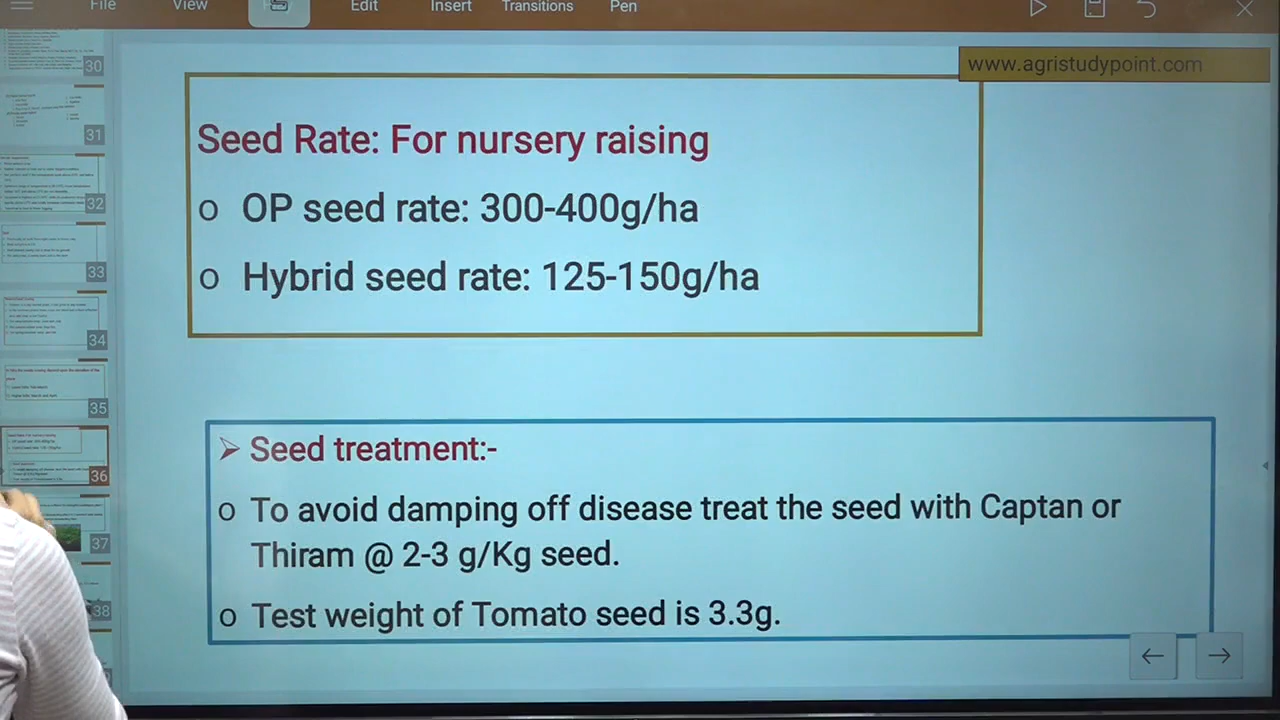 File View Edit Insert Transitions Pen
www.agristudypoint.com
Seed Rate: For nursery raising
o OP seed rate: 300-400g/ha
o Hybrid seed rate: 125-150g/ha
➢ Seed treatment:-
o To avoid damping off disease treat the seed with Captan or
Thiram @ 2-3 g/Kg seed.
o Test weight of Tomato seed is 3.3g.
30
31
32
33
34
35
36
37
38